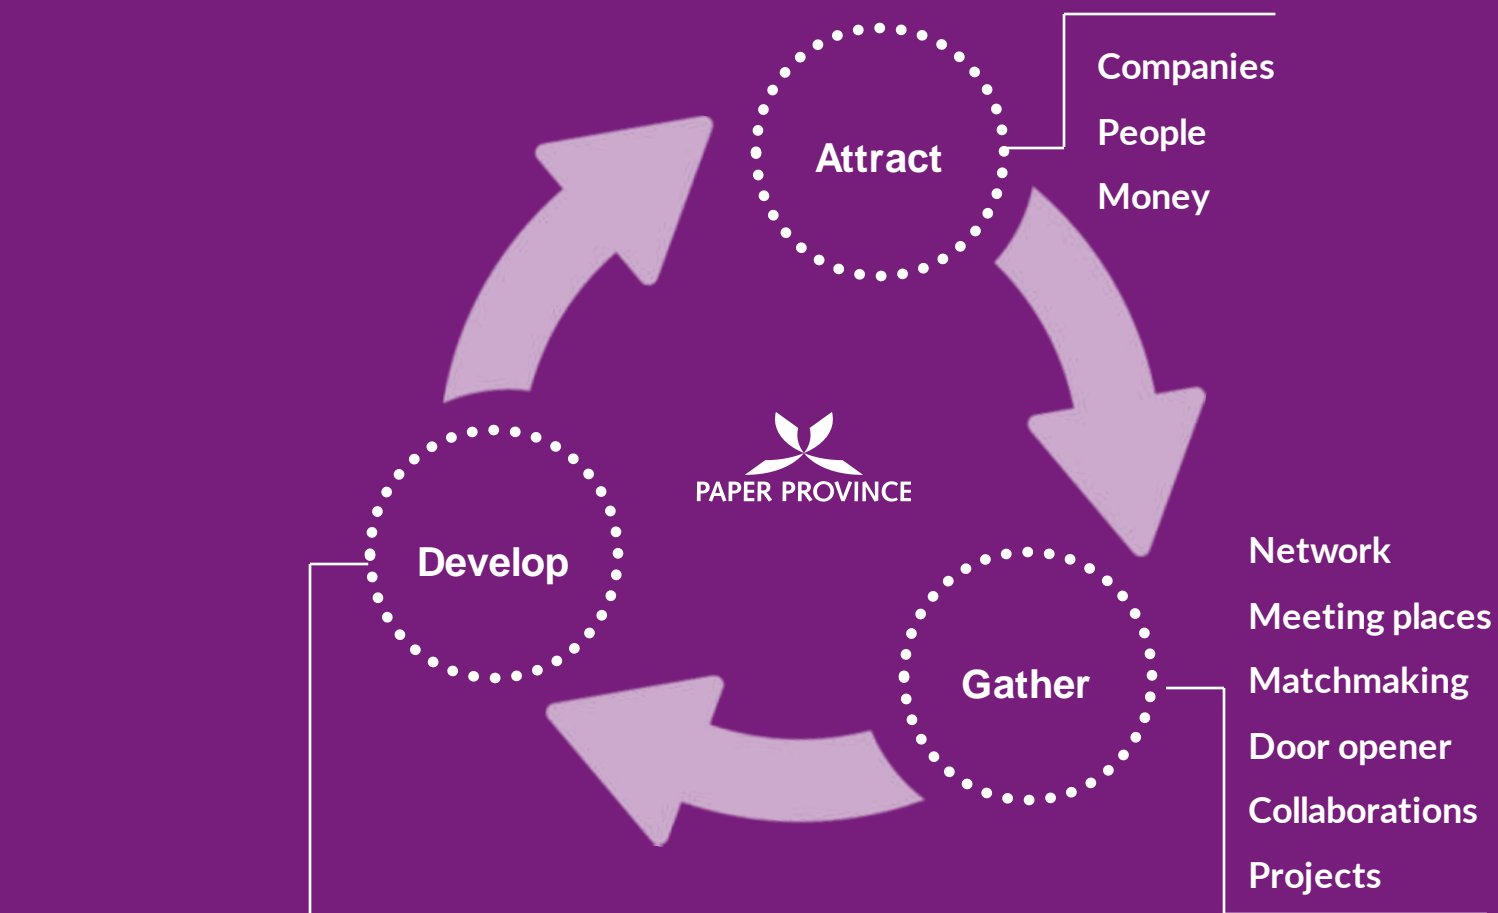 Attract
Companies
People
Money
PAPER PROVINCE
Develop
Gather
Network
Meeting places
Matchmaking
Door opener
Collaborations
Projects